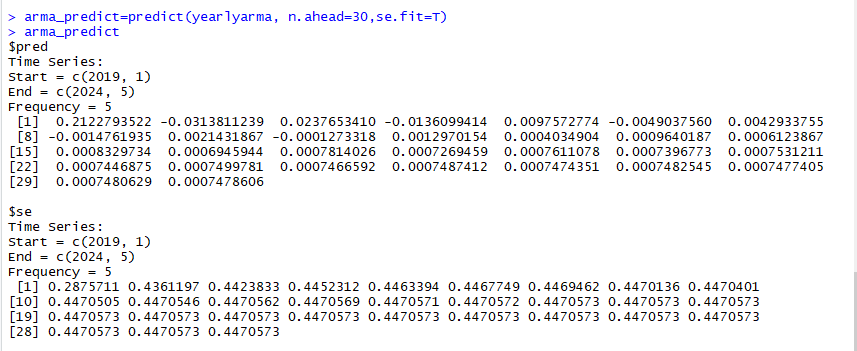 > arma_predict=predict(yearlyarma, n.ahead=30,se.fit=T)
> arma_predict
$pred
Time Series:
Start = c(2019, 1)
End = c(2024, 5)
Frequency = 5
 [1]  0.2122793522 -0.0313811239  0.0237653410 -0.0136099414  0.0097572774 -0.0049037560  0.0042933755
 [8] -0.0014761935  0.0021431867 -0.0001273318  0.0012970154  0.0004034904  0.0009640187  0.0006123867
[15]  0.0008329734  0.0006945944  0.0007814026  0.0007269459  0.0007611078  0.0007396773  0.0007531211
[22]  0.0007446875  0.0007499781  0.0007466592  0.0007487412  0.0007474351  0.0007482545  0.0007477405
[29]  0.0007480629  0.0007478606
$se
Time Series:
Start = c(2019, 1)
End = c(2024, 5)
Frequency = 5
 [1] 0.2875711 0.4361197 0.4423833 0.4452312 0.4463394 0.4467749 0.4469462 0.4470136 0.4470401
[10] 0.4470505 0.4470546 0.4470562 0.4470569 0.4470571 0.4470572 0.4470573 0.4470573 0.4470573
[19] 0.4470573 0.4470573 0.4470573 0.4470573 0.4470573 0.4470573 0.4470573 0.4470573 0.4470573
[28] 0.4470573 0.4470573 0.4470573